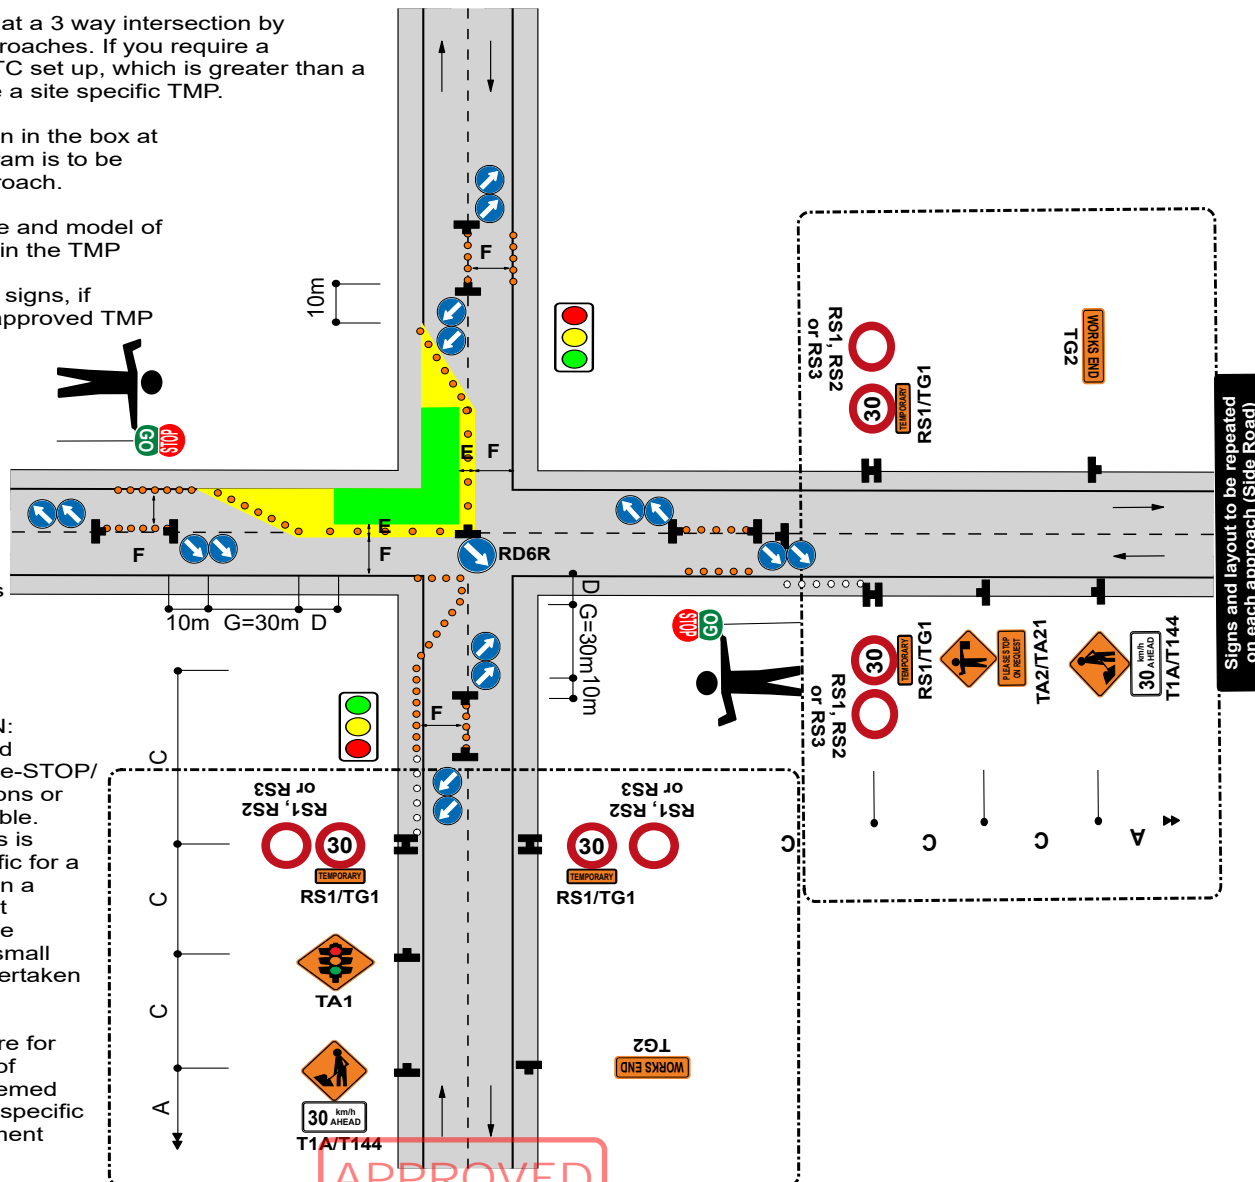 at a 3 way intersection by
roaches. If you require a
TC set up, which is greater than a
e a site specific TMP.
n in the box at
ram is to be
roach.
e and model of
in the TMP
signs, if
approved TMP
10m
F
GO
STOP
E
F
RS1, RS2
or RS3
30
TEMPORARY
RS1/TG1
WORKS END
TG2
Signs and layout to be repeated
on each approach (Side Road)
F
E
F
RD6R
s
10m
G=30m
D
D
G=30m
10m
STOP
GO
30
TEMPORARY
RS1/TG1
RS1, RS2
or RS3
PLEASE STOP
ON REQUEST
TA2/TA21
30 km/h
AHEAD
T1A/T144
C
C
C
A
F
N:
d
e-STOP/
ons or
ble.
s is
fic for a
n a
t
e
small
ertaken
re for
of
emed
specific
ment
C
C
C
A
RS1, RS2
or RS3
30
TEMPORARY
RS1/TG1
RS1, RS2
or RS3
30
TEMPORARY
RS1/TG1
TA1
TG2
WORKS END
30 km/h
AHEAD
T1A/T144
APPROVED